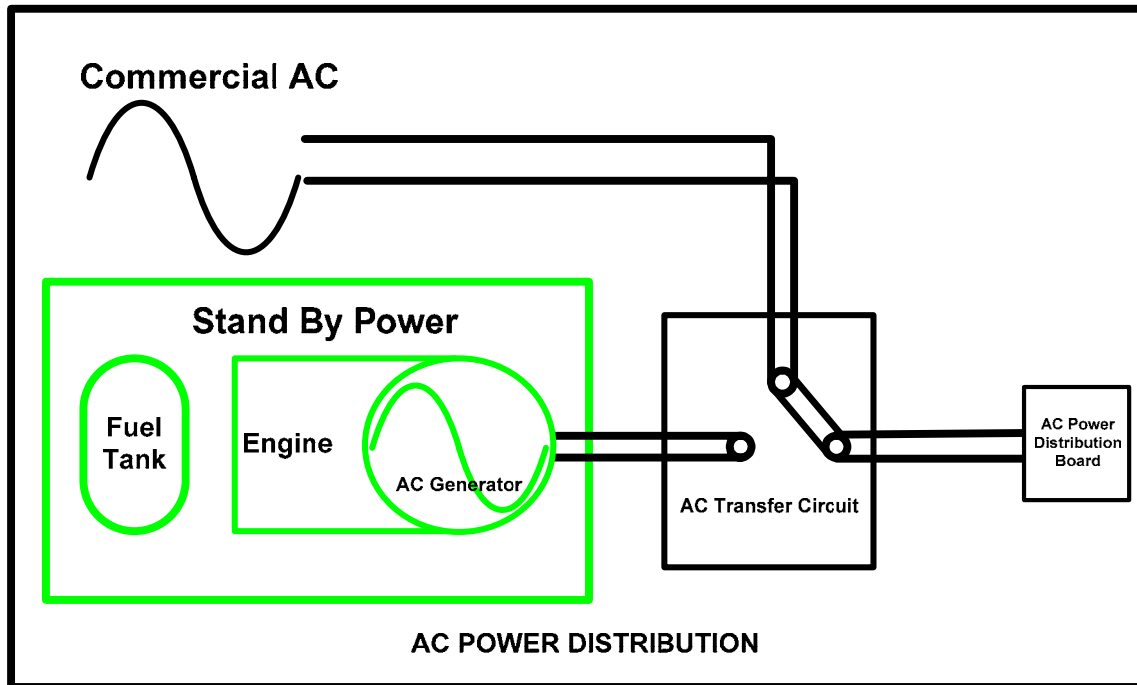 Commercial AC
Stand By Power
Fuel
Tank
Engine
AC Generator
AC Transfer Circuit
AC Power
Distribution
Board
AC POWER DISTRIBUTION